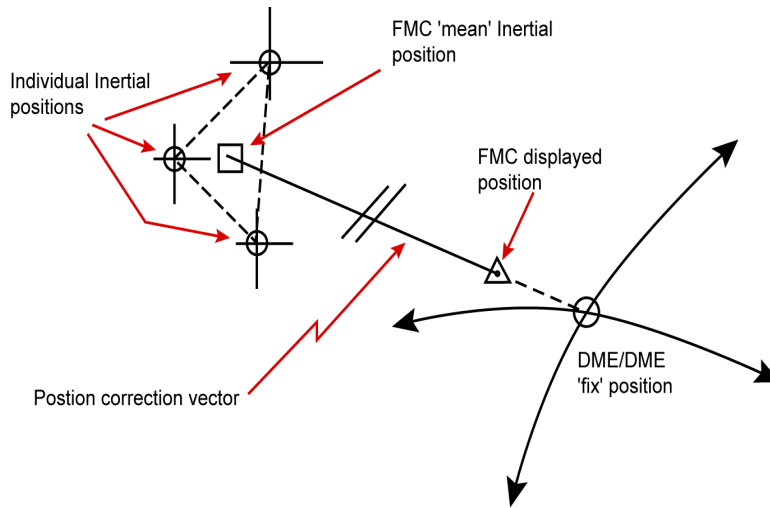 FMC 'mean' Inertial
position
Individual Inertial
positions
FMC displayed
position
DME/DME
'fix' position
Postion correction vector